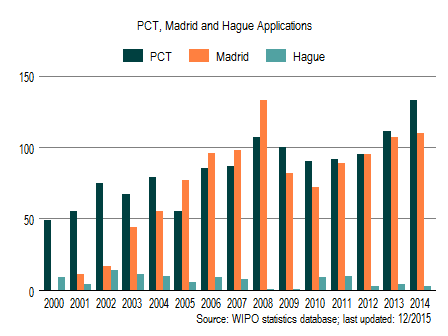 PCT, Madrid and Hague Applications
PCT Madrid Hague
150
100
50
0
2000 2001 2002 2003 2004 2005 2006 2007 2008 2009 2010 2011 2012 2013 2014
Source: WIPO statistics database; last updated: 12/2015